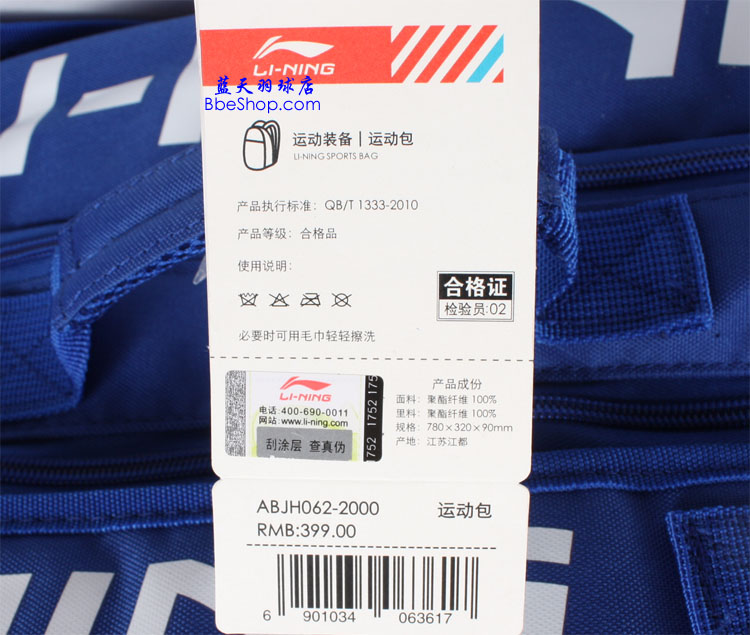 LI-NING
蓝天羽球店
BbeShop.com
运动装备 | 运动包
LI-NING SPORTS BAG
产品执行标准: QB/T 1333-2010
产品等级: 合格品
使用说明:
合格证
检验员:02
必要时可用毛巾轻轻擦洗
LI-NING
电话:400-690-0011
网站:www.li-ning.com
刮涂层 查真伪
1752 1752 175
产品成份
面料: 聚酯纤维 100%
里料: 聚酯纤维 100%
规格: 780×320×90mm
产地: 江苏江都
ABJH062-2000 运动包
RMB:399.00
6 901034 063617